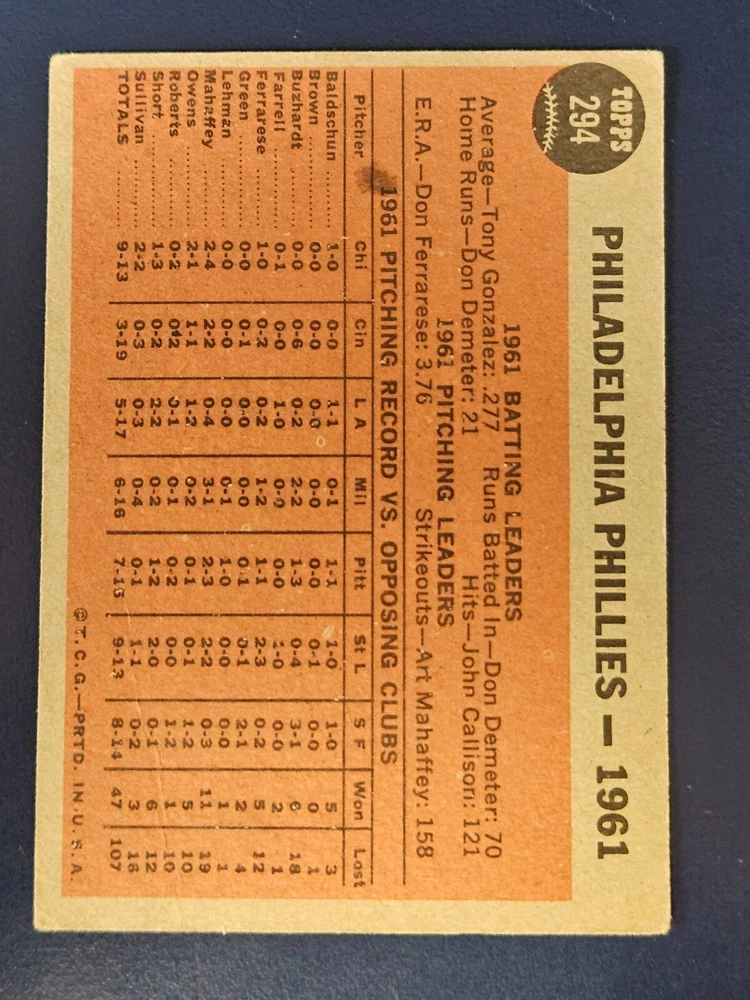 TOPPS
294
PHILADELPHIA PHILLIES — 1961
1961 BATTING LEADERS
Average—Tony Gonzalez: .277 Runs Batted In—Don Demeter: 70
Home Runs—Don Demeter: 21 Hits—John Callison: 121
1961 PITCHING LEADERS
E.R.A.—Don Ferrarese: 3.76 Strikeouts—Art Mahaffey: 158
1961 PITCHING RECORD VS. OPPOSING CLUBS
Pitcher Chi Cin L A Mil Pitt St L S F Won Lost
Baldschun ........ 1-0 0-0 1-1 0-1 1-1 1-0 1-0 5 3
Brown ........ 0-0 0-0 0-0 0-0 0-0 0-1 0-0 0 1
Buzhardt ........ 0-0 0-6 0-2 2-2 1-3 0-4 3-1 6 18
Farrell ........ 0-1 0-0 1-0 0-0 0-0 1-0 0-0 2 1
Ferrarese ........ 1-0 0-2 0-2 1-2 1-1 2-3 0-2 5 12
Green ........ 0-0 0-1 0-0 0-0 0-1 0-1 2-1 2 4
Lehman ........ 0-0 0-0 0-0 0-1 1-0 0-0 0-0 1 1
Mahaffey ........ 2-4 2-2 0-4 3-1 2-3 2-2 0-3 11 19
Owens ........ 2-1 1-1 1-2 0-2 0-1 0-1 1-2 5 10
Roberts ........ 0-2 0-2 0-1 0-1 0-2 0-0 1-2 1 10
Short ........ 1-3 0-2 2-2 0-2 1-2 2-0 0-1 6 12
Sullivan ........ 2-2 0-3 0-3 0-4 0-1 1-1 0-2 3 16
TOTALS ........ 9-13 3-19 5-17 6-16 7-15 9-13 8-14 47 107
©T.C.G.—PRTD. IN U.S.A.